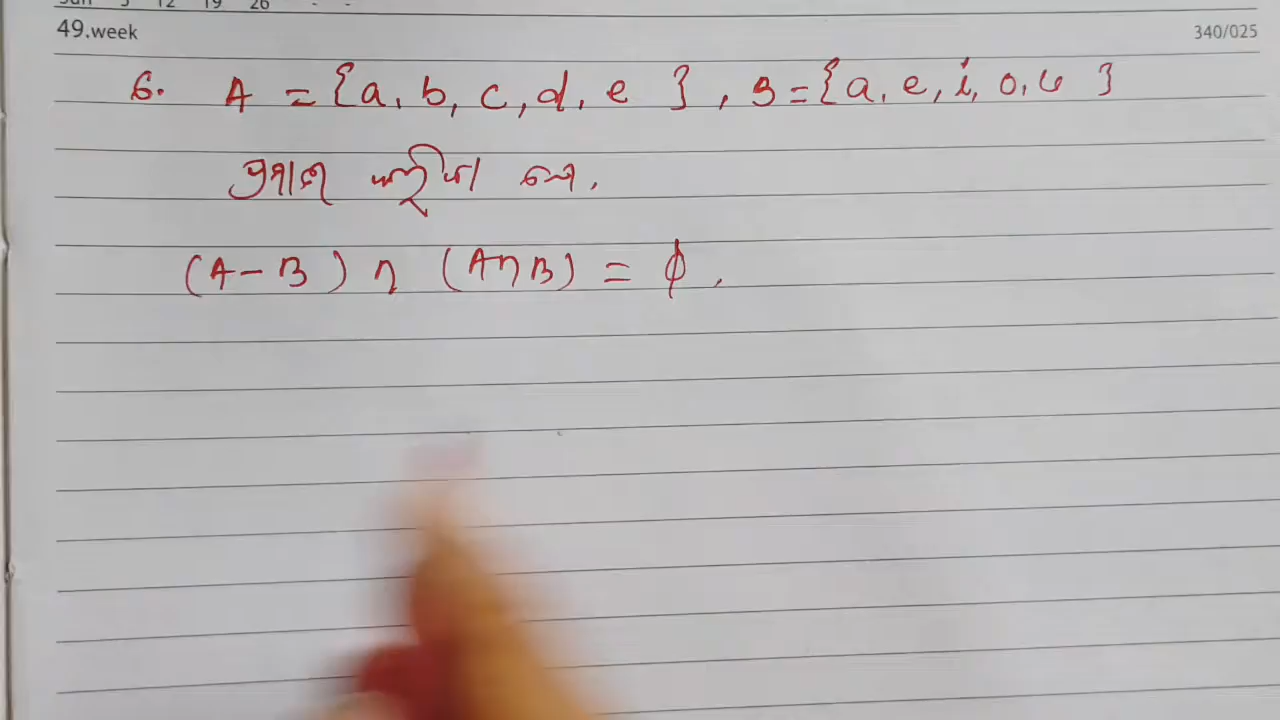 49.week
340/025
6. A = {a, b, c, d, e }, B = {a, e, i, o, u }
ପ୍ରମାଣ କର
(A - B) ∩ (A∩B) = ϕ.